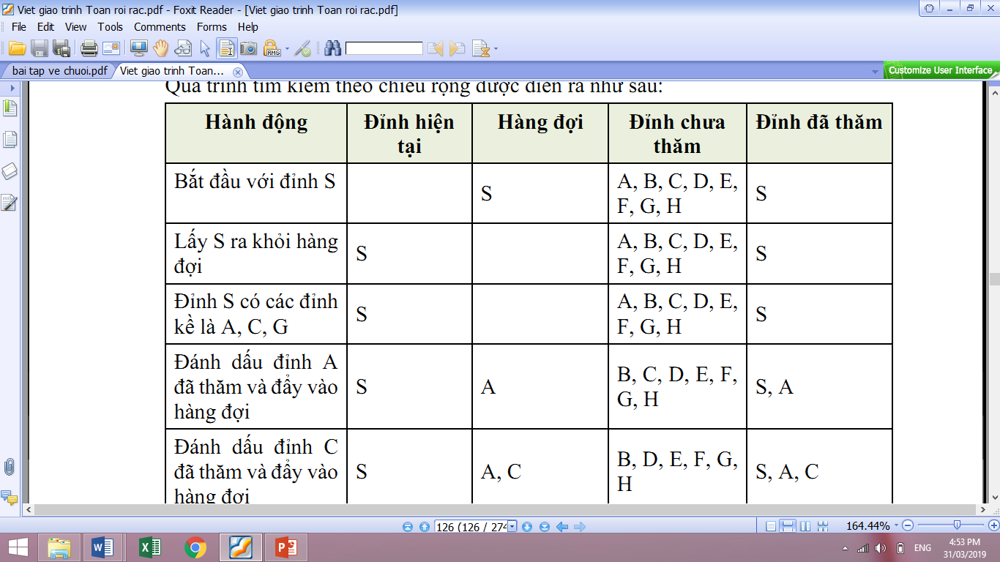 Viet giao trinh Toan roi rac.pdf - Foxit Reader - [Viet giao trinh Toan roi rac.pdf]
File Edit View Tools Comments Forms Help
RMS
bai tap ve chuoi.pdf
Viet giao trinh Toan...
Customize User Interface
Quá trình tìm kiếm theo chiều rộng được diễn ra như sau:
Hành động
Đỉnh hiện
tại
Hàng đợi
Đỉnh chưa
thăm
Đỉnh đã thăm
Bắt đầu với đỉnh S
S
A, B, C, D, E,
F, G, H
S
Lấy S ra khỏi hàng
đợi
S
A, B, C, D, E,
F, G, H
S
Đỉnh S có các đỉnh
kề là A, C, G
S
A, B, C, D, E,
F, G, H
S
Đánh dấu đỉnh A
đã thăm và đẩy vào
hàng đợi
S
A
B, C, D, E, F,
G, H
S, A
Đánh dấu đỉnh C
đã thăm và đẩy vào
hàng đợi
S
A, C
B, D, E, F, G,
H
S, A, C
126 (126 / 274
164.44%
ENG
4:53 PM
31/03/2019